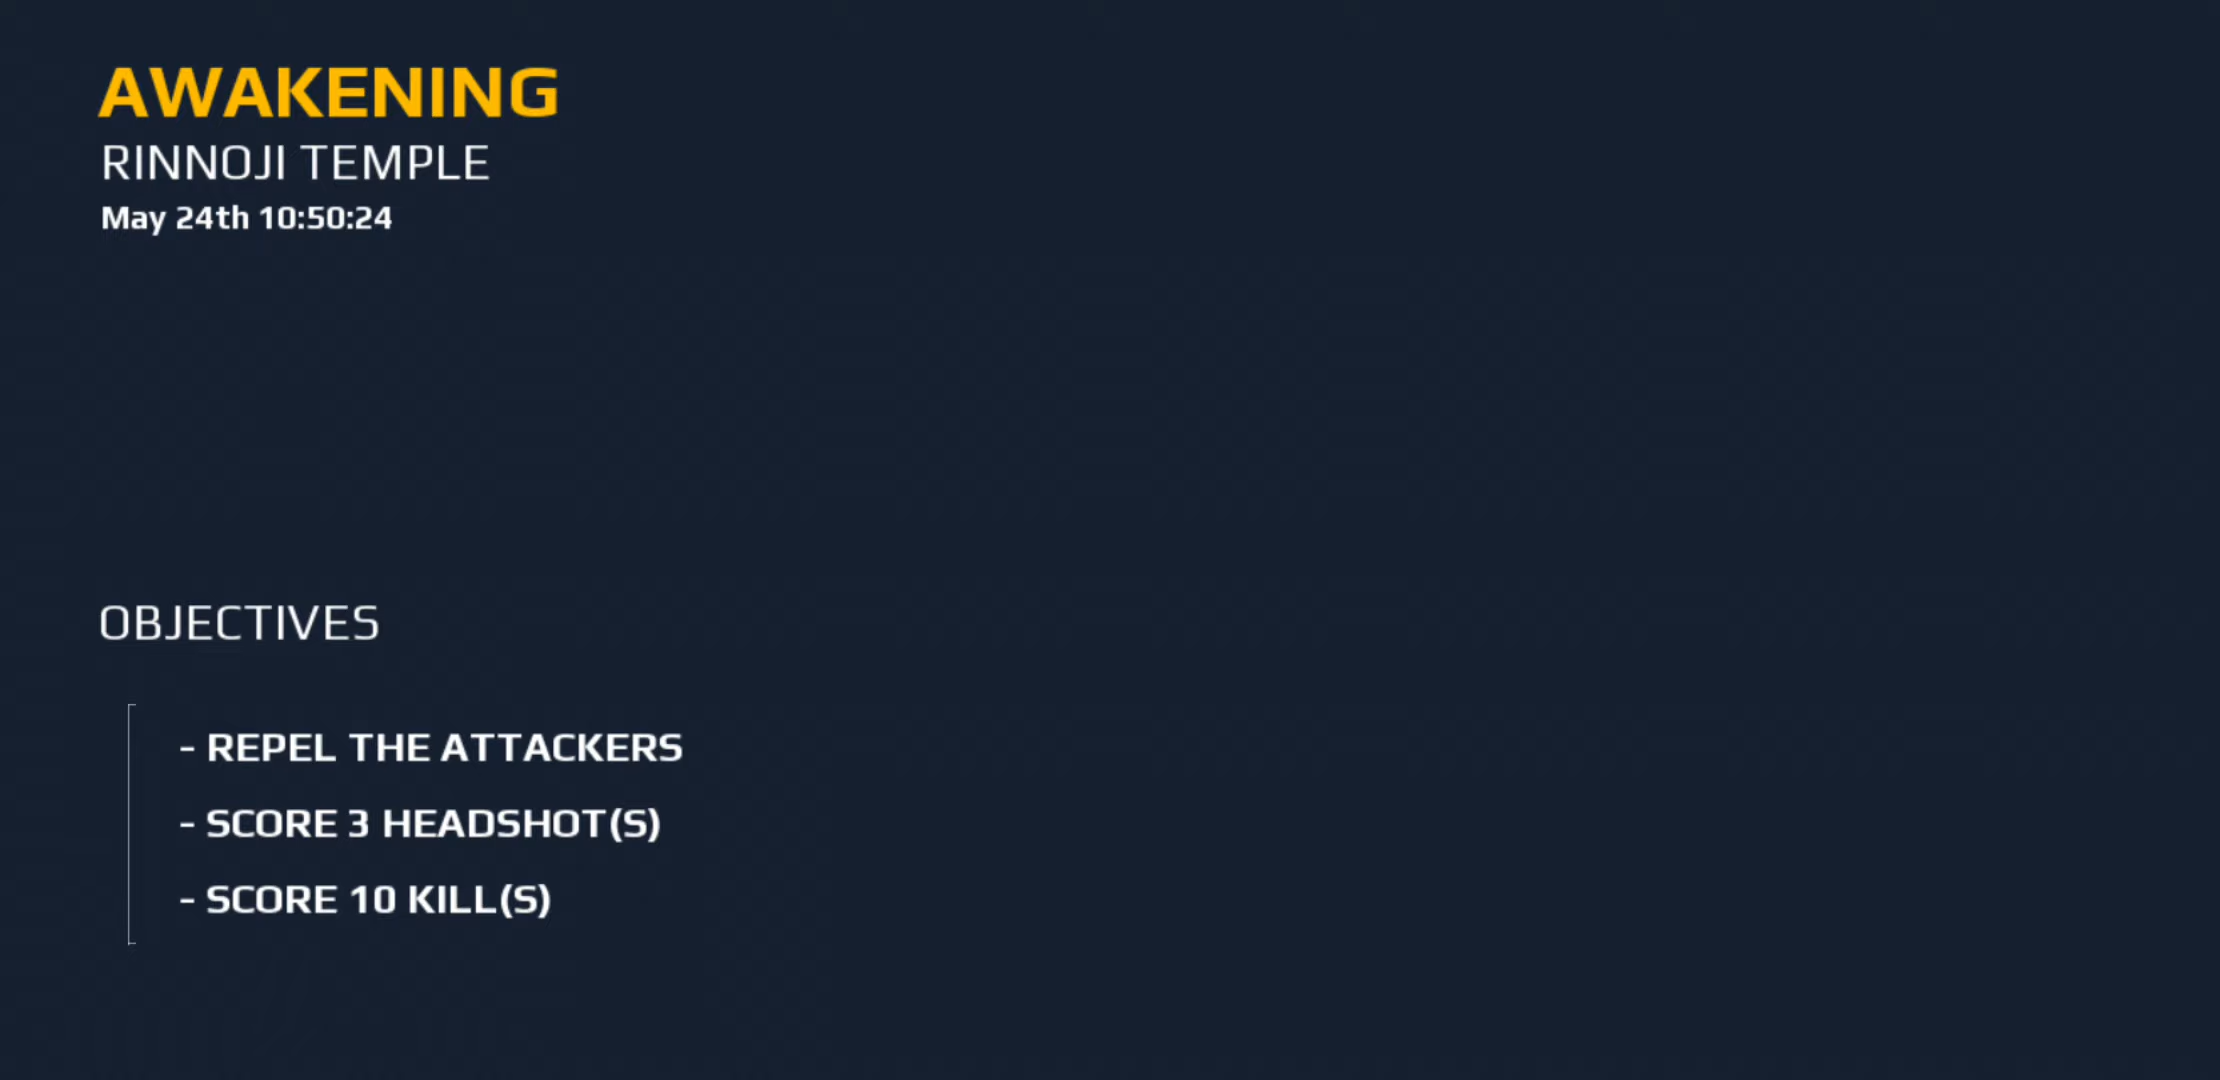 AWAKENING
RINNOJI TEMPLE
May 24th 10:50:24
OBJECTIVES
- REPEL THE ATTACKERS
- SCORE 3 HEADSHOT(S)
- SCORE 10 KILL(S)